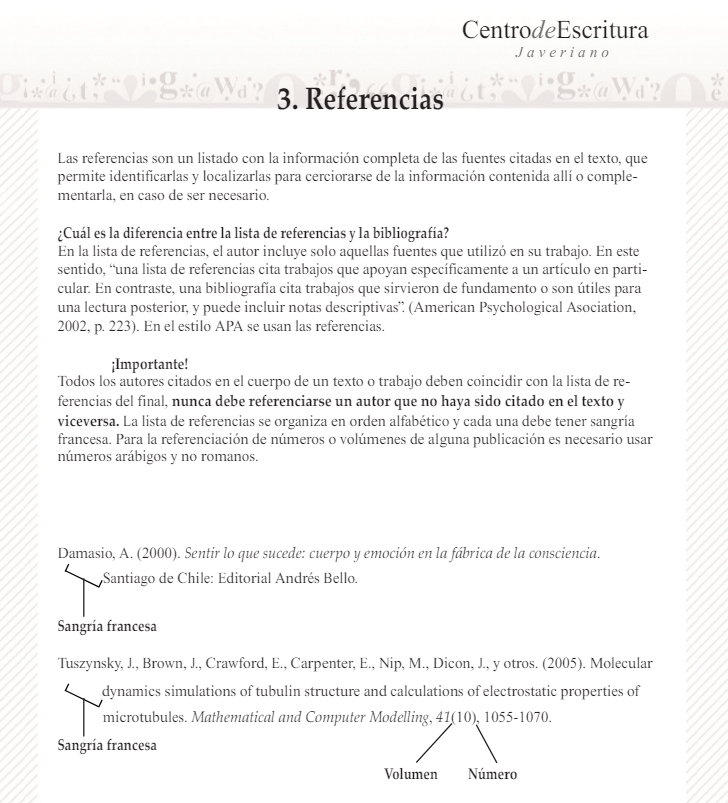 CentrodeEscritura
Javeriano
3. Referencias
Las referencias son un listado con la información completa de las fuentes citadas en el texto, que
permite identificarlas y localizarlas para cerciorarse de la información contenida allí o comple-
mentarla, en caso de ser necesario.
¿Cuál es la diferencia entre la lista de referencias y la bibliografía?
En la lista de referencias, el autor incluye solo aquellas fuentes que utilizó en su trabajo. En este
sentido, “una lista de referencias cita trabajos que apoyan específicamente a un artículo en parti-
cular. En contraste, una bibliografía cita trabajos que sirvieron de fundamento o son útiles para
una lectura posterior, y puede incluir notas descriptivas”. (American Psychological Asociation,
2002, p. 223). En el estilo APA se usan las referencias.
¡Importante!
Todos los autores citados en el cuerpo de un texto o trabajo deben coincidir con la lista de re-
ferencias del final, nunca debe referenciarse un autor que no haya sido citado en el texto y
viceversa. La lista de referencias se organiza en orden alfabético y cada una debe tener sangría
francesa. Para la referenciación de números o volúmenes de alguna publicación es necesario usar
números arábigos y no romanos.
Damasio, A. (2000). Sentir lo que sucede: cuerpo y emoción en la fábrica de la consciencia.
Santiago de Chile: Editorial Andrés Bello.
Sangría francesa
Tuszynsky, J., Brown, J., Crawford, E., Carpenter, E., Nip, M., Dicon, J., y otros. (2005). Molecular
dynamics simulations of tubulin structure and calculations of electrostatic properties of
microtubules. Mathematical and Computer Modelling, 41(10), 1055-1070.
Sangría francesa
Volumen Número